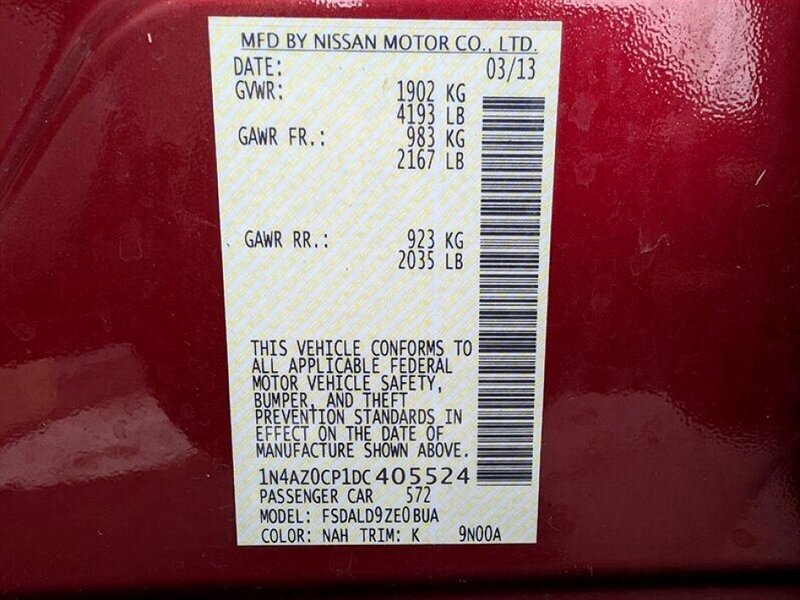 MFD BY NISSAN MOTOR CO., LTD.
DATE: 03/13
GVWR: 1902 KG
4193 LB
GAWR FR.: 983 KG
2167 LB
GAWR RR.: 923 KG
2035 LB
THIS VEHICLE CONFORMS TO
ALL APPLICABLE FEDERAL
MOTOR VEHICLE SAFETY,
BUMPER, AND THEFT
PREVENTION STANDARDS IN
EFFECT ON THE DATE OF
MANUFACTURE SHOWN ABOVE.
1N4AZ0CP1DC405524
PASSENGER CAR 572
MODEL: FSDALD9ZE0BUA
COLOR: NAH TRIM: K 9N00A